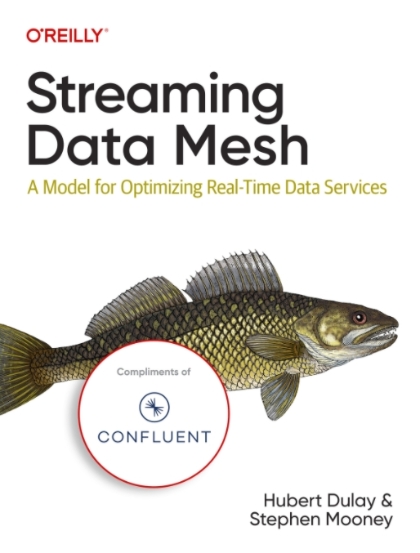 O'REILLY®
Streaming
Data Mesh
A Model for Optimizing Real-Time Data Services
Compliments of
CONFLUENT
Hubert Dulay &
Stephen Mooney